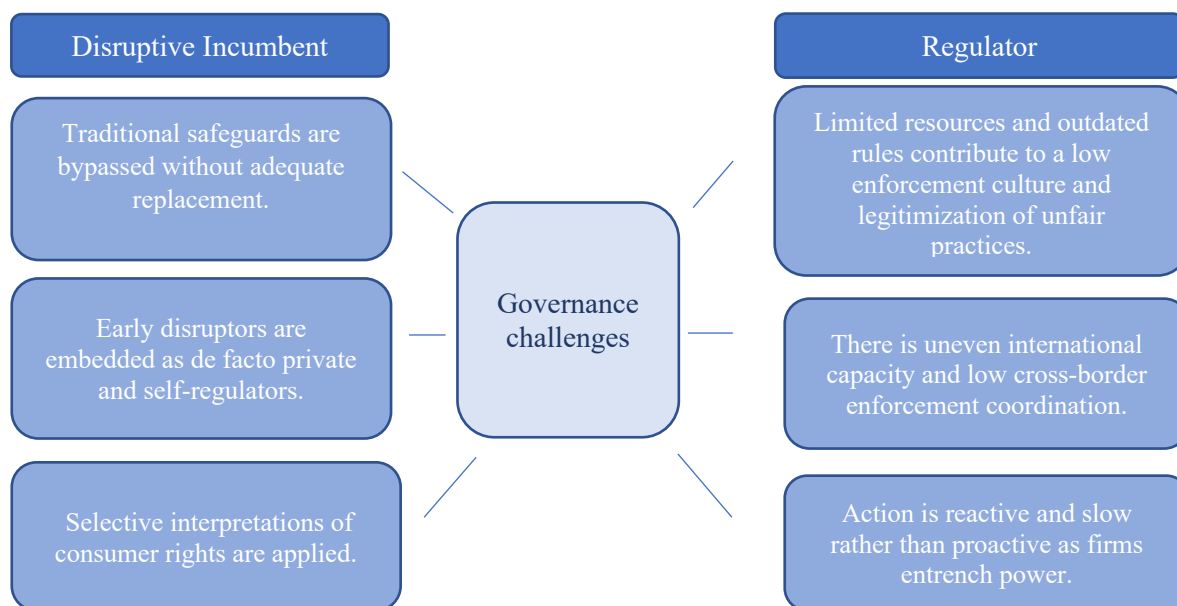 Disruptive Incumbent
Traditional safeguards are
bypassed without adequate
replacement.
Early disruptors are
embedded as de facto private
and self-regulators.
Selective interpretations of
consumer rights are applied.
Governance
challenges
Regulator
Limited resources and outdated
rules contribute to a low
enforcement culture and
legitimization of unfair
practices.
There is uneven international
capacity and low cross-border
enforcement coordination.
Action is reactive and slow
rather than proactive as firms
entrench power.